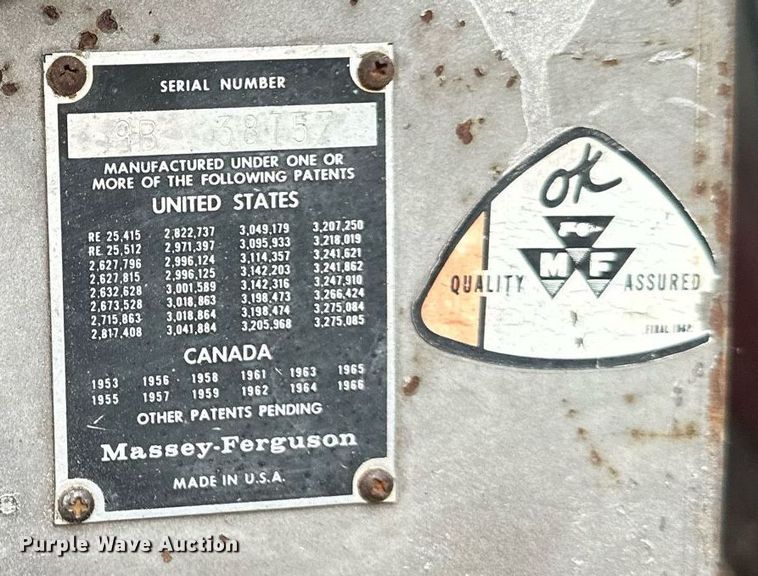 SERIAL NUMBER
9B 38757
MANUFACTURED UNDER ONE OR
MORE OF THE FOLLOWING PATENTS
UNITED STATES
RE 25,415 2,822,737 3,049,179 3,207,250
RE 25,512 2,971,397 3,095,933 3,218,019
2,627,796 2,996,124 3,114,357 3,241,621
2,627,815 2,996,125 3,142,203 3,241,862
2,632,628 3,001,589 3,142,316 3,247,910
2,673,528 3,018,863 3,198,473 3,266,424
2,715,863 3,018,864 3,198,474 3,275,084
2,817,408 3,041,884 3,205,968 3,275,085
CANADA
1953 1956 1958 1961 1963 1965
1955 1957 1959 1962 1964 1966
OTHER PATENTS PENDING
Massey-Ferguson
MADE IN U.S.A.
OK
MF
QUALITY ASSURED
Purple Wave Auction